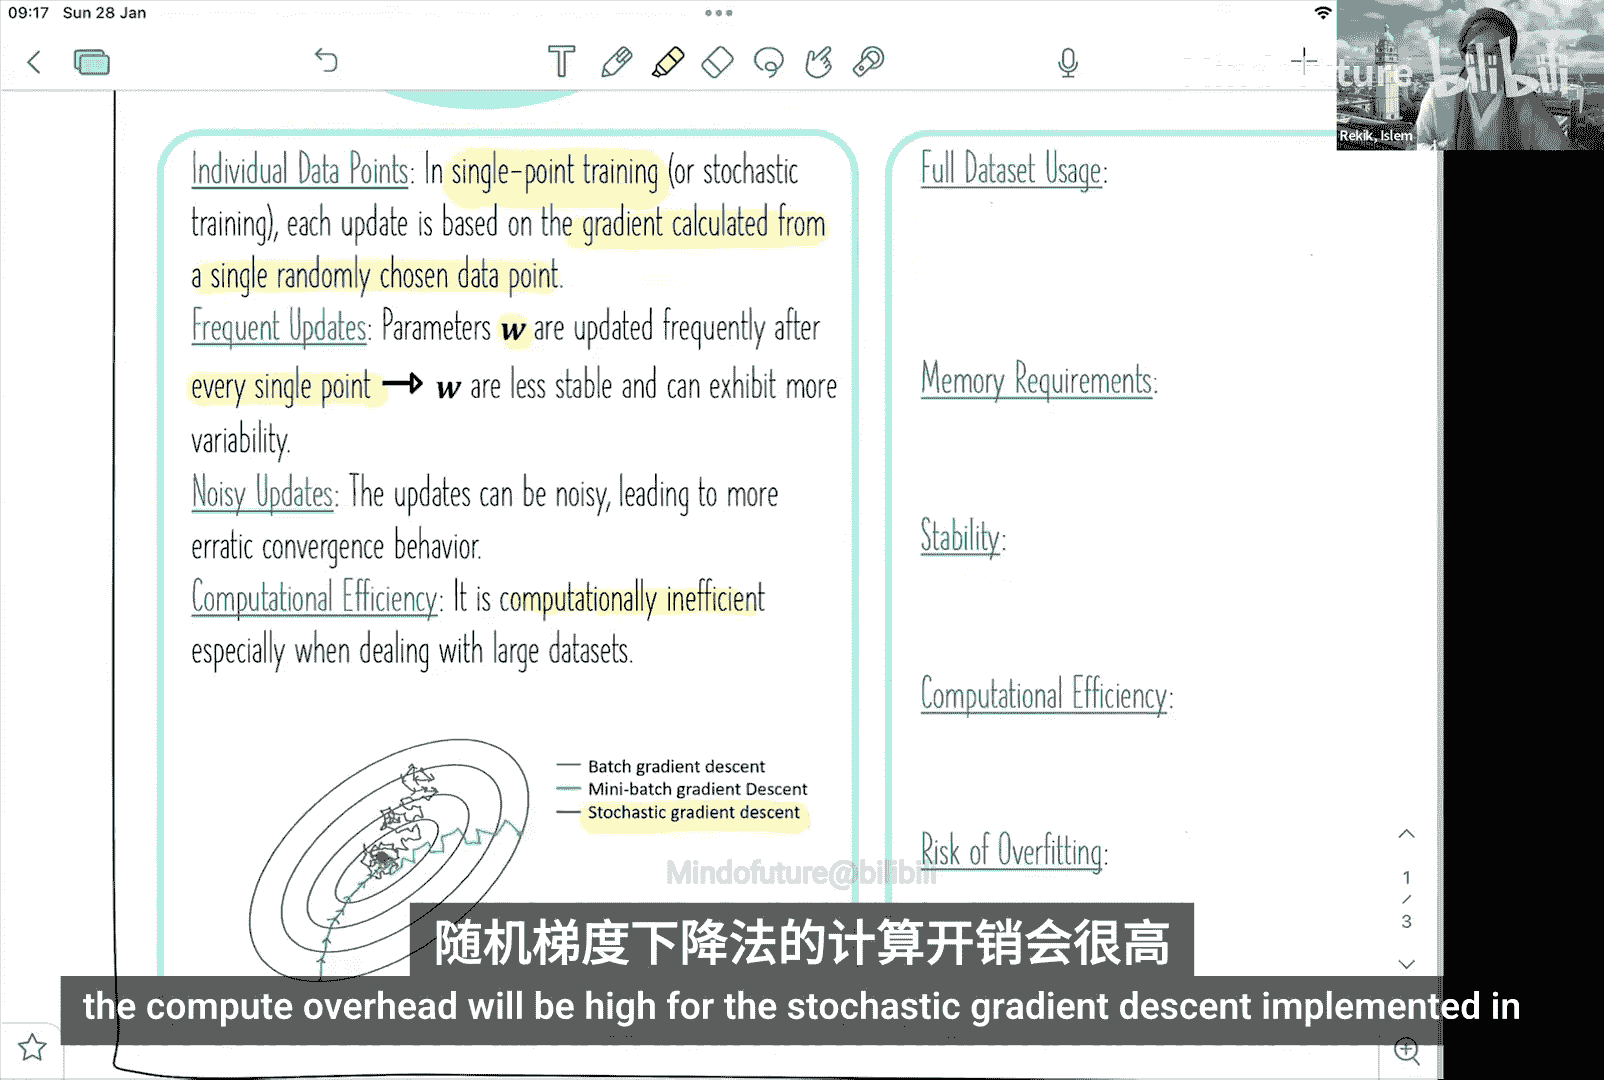 09:17 Sun 28 Jan
T
bilibili
Rekik, Islem
Individual Data Points: In single-point training (or stochastic
training), each update is based on the gradient calculated from
a single randomly chosen data point.
Frequent Updates: Parameters w are updated frequently after
every single point → w are less stable and can exhibit more
variability.
Noisy Updates: The updates can be noisy, leading to more
erratic convergence behavior.
Computational Efficiency: It is computationally inefficient
especially when dealing with large datasets.
Batch gradient descent
Mini-batch gradient Descent
Stochastic gradient descent
Full Dataset Usage:
Memory Requirements:
Stability:
Computational Efficiency:
Risk of Overfitting:
1
/
3
Mindofuture@bilibili
随机梯度下降法的计算开销会很高
the compute overhead will be high for the stochastic gradient descent implemented in